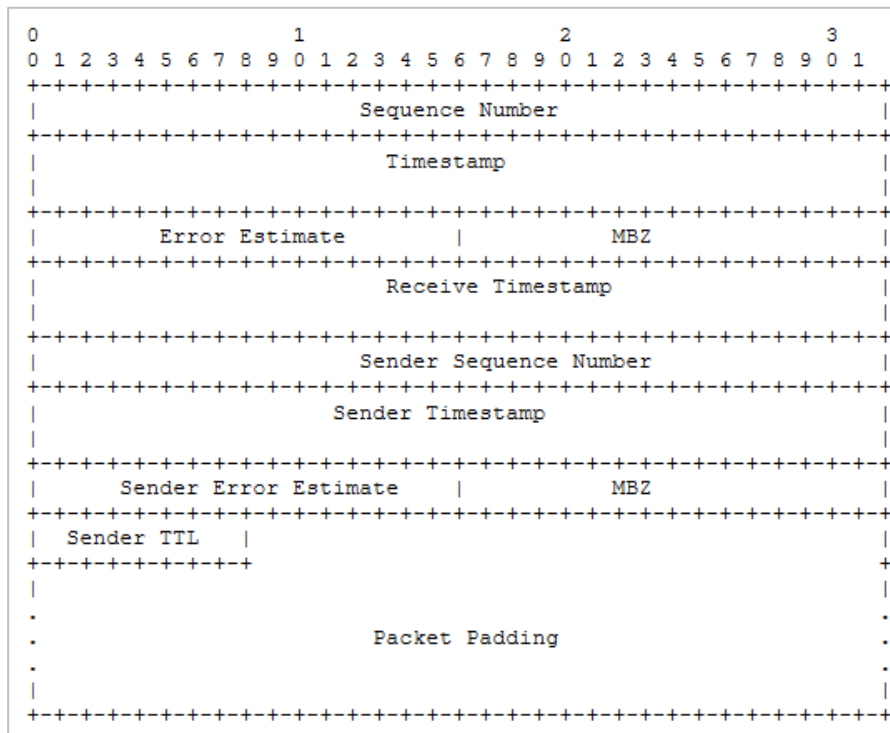 0                   1                   2                   3
0 1 2 3 4 5 6 7 8 9 0 1 2 3 4 5 6 7 8 9 0 1 2 3 4 5 6 7 8 9 0 1
+-+-+-+-+-+-+-+-+-+-+-+-+-+-+-+-+-+-+-+-+-+-+-+-+-+-+-+-+-+-+-+-+
|                        Sequence Number                        |
+-+-+-+-+-+-+-+-+-+-+-+-+-+-+-+-+-+-+-+-+-+-+-+-+-+-+-+-+-+-+-+-+
|                          Timestamp                            |
|                                                               |
+-+-+-+-+-+-+-+-+-+-+-+-+-+-+-+-+-+-+-+-+-+-+-+-+-+-+-+-+-+-+-+-+
|         Error Estimate        |           MBZ                 |
+-+-+-+-+-+-+-+-+-+-+-+-+-+-+-+-+-+-+-+-+-+-+-+-+-+-+-+-+-+-+-+-+
|                          Receive Timestamp                    |
|                                                               |
+-+-+-+-+-+-+-+-+-+-+-+-+-+-+-+-+-+-+-+-+-+-+-+-+-+-+-+-+-+-+-+-+
|                        Sender Sequence Number                 |
+-+-+-+-+-+-+-+-+-+-+-+-+-+-+-+-+-+-+-+-+-+-+-+-+-+-+-+-+-+-+-+-+
|                      Sender Timestamp                         |
|                                                               |
+-+-+-+-+-+-+-+-+-+-+-+-+-+-+-+-+-+-+-+-+-+-+-+-+-+-+-+-+-+-+-+-+
|      Sender Error Estimate    |           MBZ                 |
+-+-+-+-+-+-+-+-+-+-+-+-+-+-+-+-+-+-+-+-+-+-+-+-+-+-+-+-+-+-+-+-+
|  Sender TTL   |                                               |
+-+-+-+-+-+-+-+-+                                               +
|                                                               |
.                                                               .
.                         Packet Padding                        .
.                                                               .
|                                                               |
+-+-+-+-+-+-+-+-+-+-+-+-+-+-+-+-+-+-+-+-+-+-+-+-+-+-+-+-+-+-+-+-+